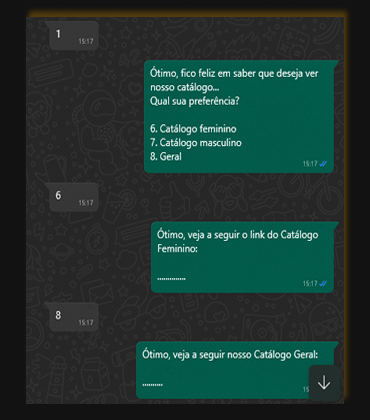 1
15:17
Ótimo, fico feliz em saber que deseja ver
nosso catálogo...
Qual sua preferência?
6. Catálogo feminino
7. Catálogo masculino
8. Geral
15:17
6
15:17
Ótimo, veja a seguir o link do Catálogo
Feminino:
..............
15:17
8
15:17
Ótimo, veja a seguir nosso Catálogo Geral:
..........